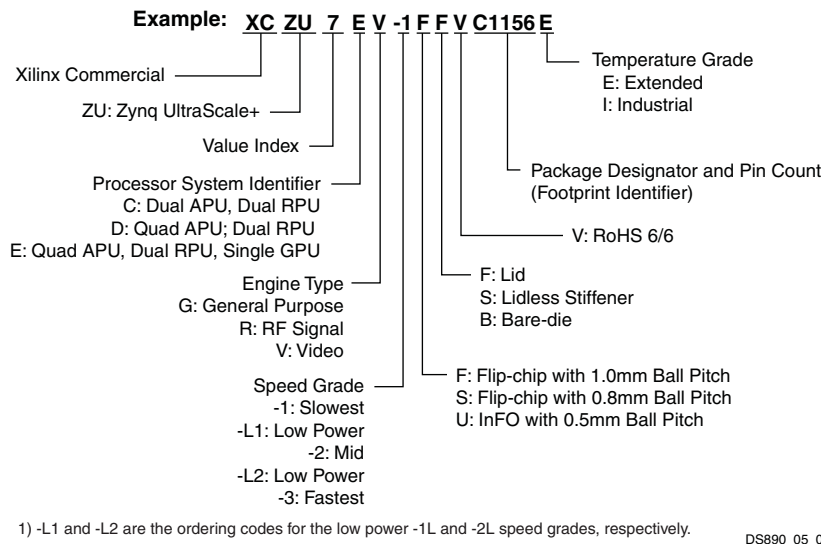 Example: XC ZU 7 E V -1 F F V C1156 E
Xilinx Commercial
ZU: Zynq UltraScale+
Value Index
Processor System Identifier
C: Dual APU, Dual RPU
D: Quad APU; Dual RPU
E: Quad APU, Dual RPU, Single GPU
Engine Type
G: General Purpose
R: RF Signal
V: Video
Speed Grade
-1: Slowest
-L1: Low Power
-2: Mid
-L2: Low Power
-3: Fastest
Temperature Grade
E: Extended
I: Industrial
Package Designator and Pin Count
(Footprint Identifier)
V: RoHS 6/6
F: Lid
S: Lidless Stiffener
B: Bare-die
F: Flip-chip with 1.0mm Ball Pitch
S: Flip-chip with 0.8mm Ball Pitch
U: InFO with 0.5mm Ball Pitch
1) -L1 and -L2 are the ordering codes for the low power -1L and -2L speed grades, respectively.